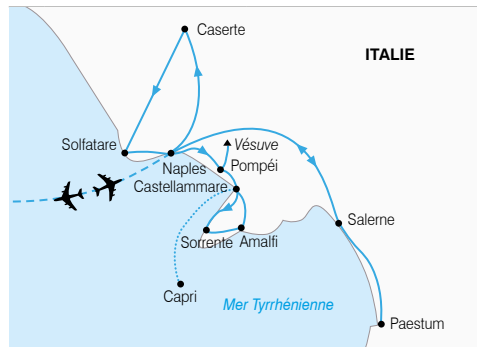 Caserte
ITALIE
Solfatare
Vésuve
Naples
Pompéi
Castellammare
Salerne
Sorrente
Amalfi
Capri
Mer Tyrrhénienne
Paestum